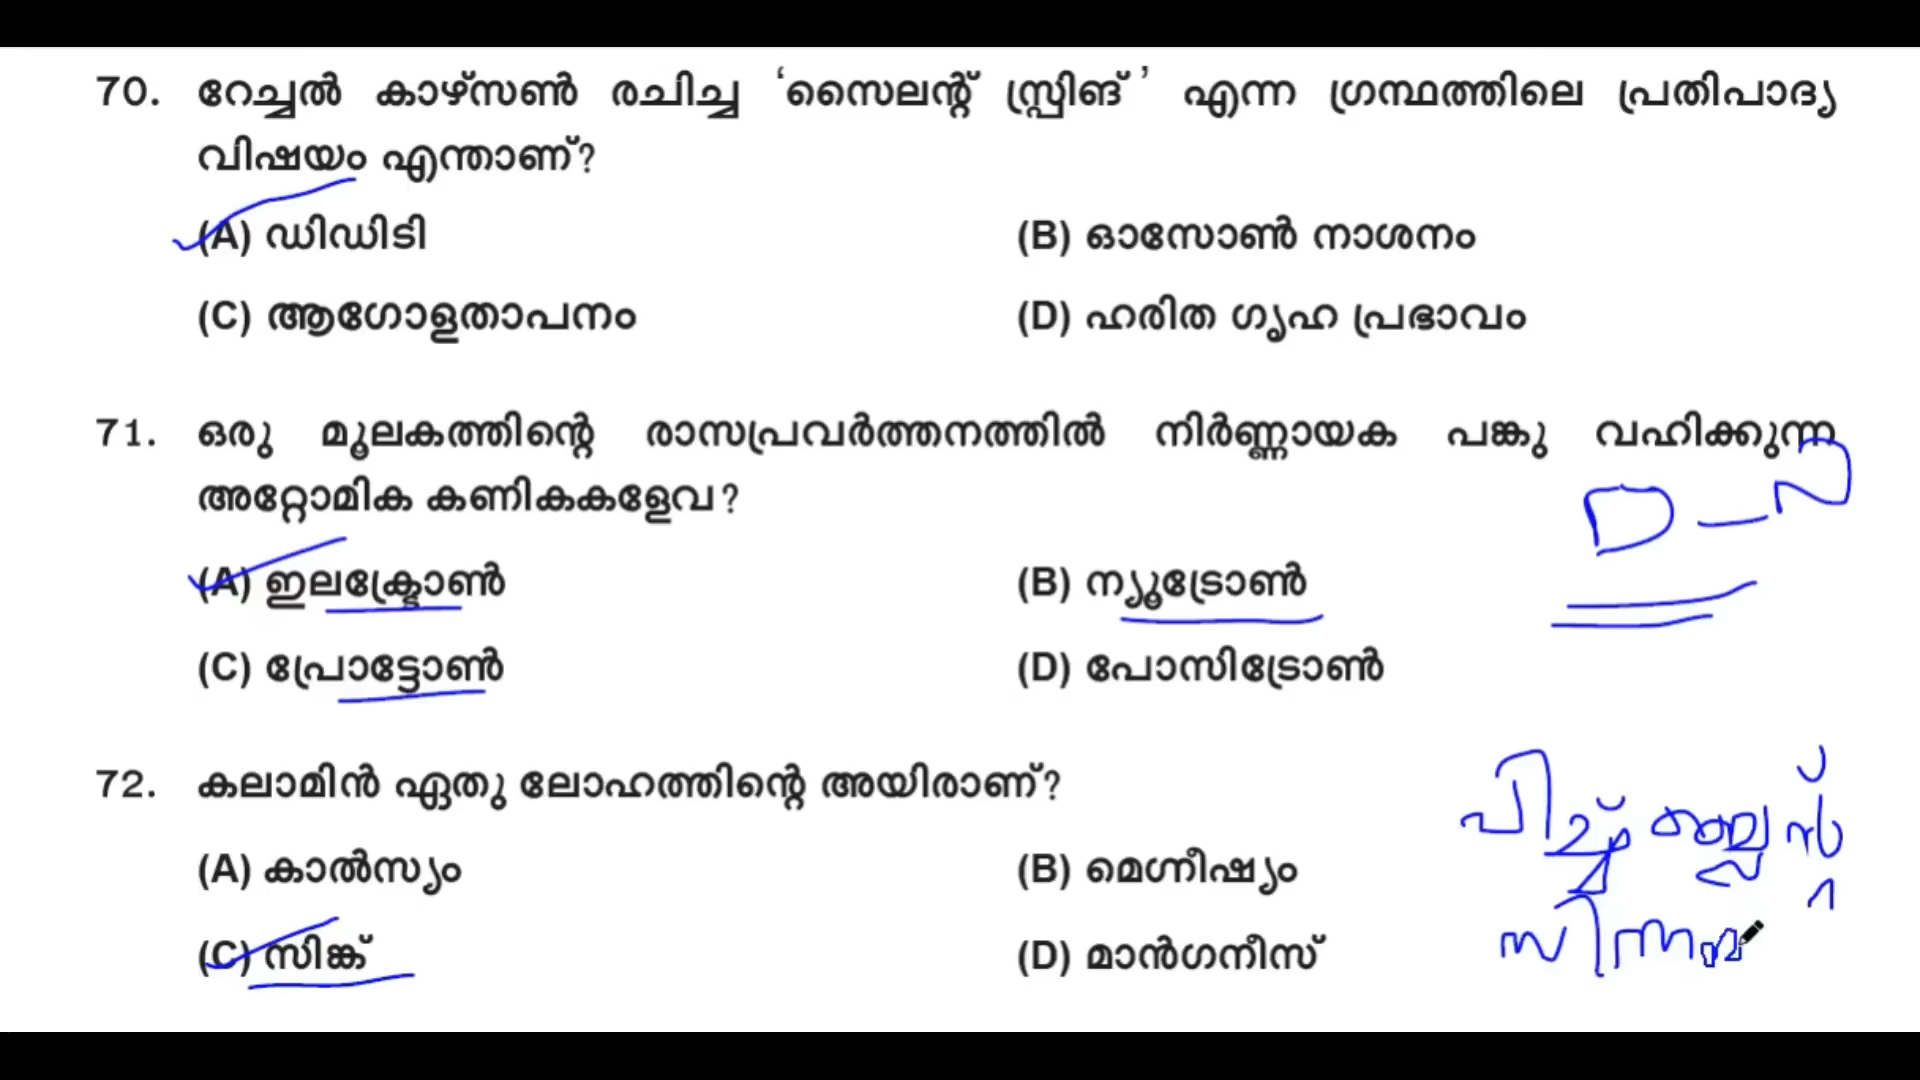 70. റേച്ചൽ കാഴ്സൺ രചിച്ച ‘സൈലന്റ് സ്പ്രിങ്’ എന്ന ഗ്രന്ഥത്തിലെ പ്രതിപാദ്യ
വിഷയം എന്താണ്?
(A) ഡിഡിടി (B) ഓസോൺ നാശനം
(C) ആഗോളതാപനം (D) ഹരിത ഗൃഹ പ്രഭാവം
71. ഒരു മൂലകത്തിന്റെ രാസപ്രവർത്തനത്തിൽ നിർണ്ണായക പങ്കു വഹിക്കുന്ന
അറ്റോമിക കണികകളേവ?
D – N
(A) ഇലക്ട്രോൺ (B) ന്യൂട്രോൺ
(C) പ്രോട്ടോൺ (D) പോസിട്രോൺ
72. കലാമിൻ ഏതു ലോഹത്തിന്റെ അയിരാണ്?
(A) കാൽസ്യം (B) മെഗ്നീഷ്യം
(C) സിങ്ക് (D) മാൻഗനീസ്